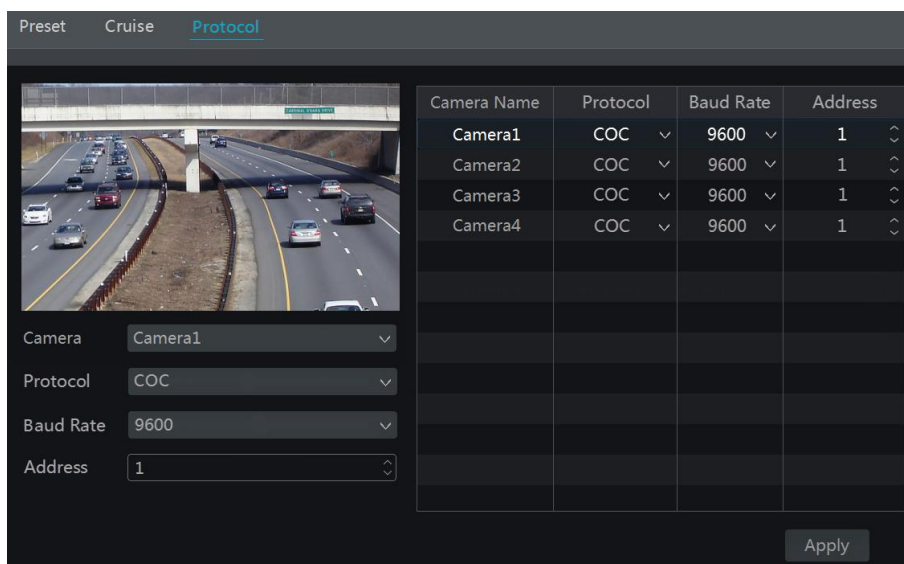 Preset Cruise Protocol
Camera Name Protocol Baud Rate Address
Camera1 COC 9600 1
Camera2 COC 9600 1
Camera3 COC 9600 1
Camera4 COC 9600 1
Camera Camera1
Protocol COC
Baud Rate 9600
Address 1
Apply